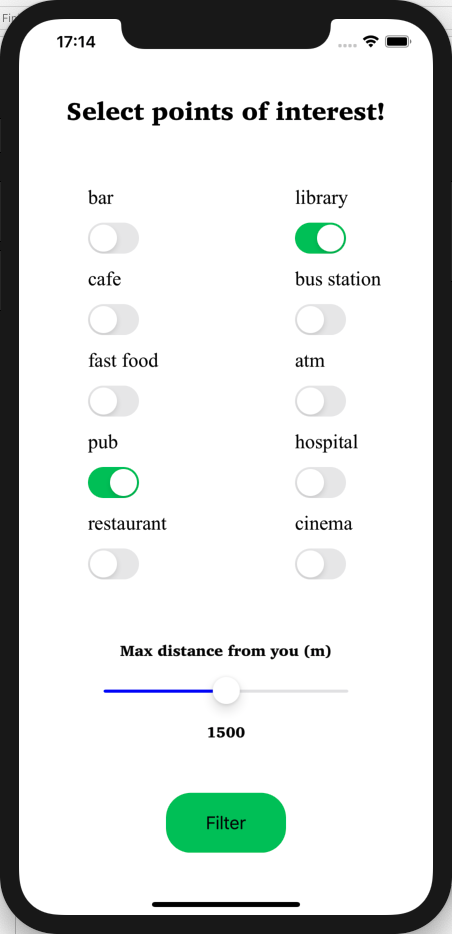 17:14
Select points of interest!
bar library
cafe bus station
fast food atm
pub hospital
restaurant cinema
Max distance from you (m)
1500
Filter